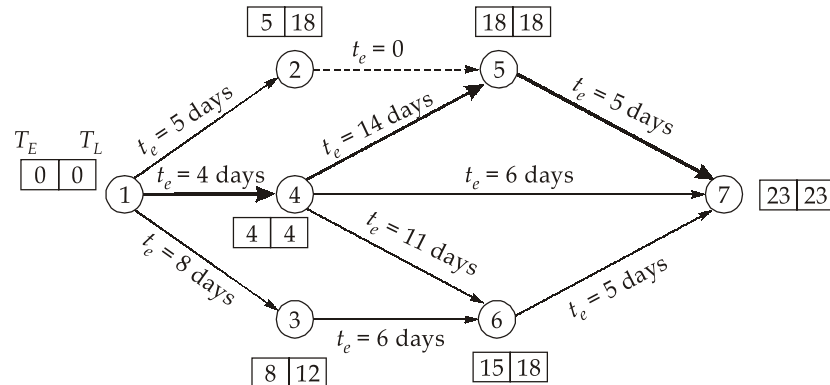 5 18
18 18
2
t_e = 0
5
t_e = 5 days
t_e = 14 days
t_e = 5 days
T_E T_L
0 0
1
t_e = 4 days
4
t_e = 6 days
7
23 23
4 4
t_e = 8 days
t_e = 11 days
t_e = 5 days
3
t_e = 6 days
6
8 12
15 18